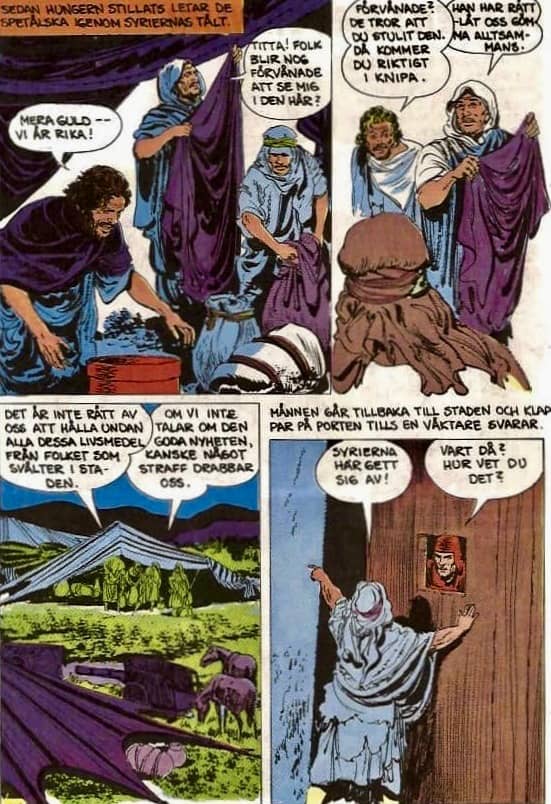 SEDAN HUNGERN STILLATS LETAR DE
SPETÄLSKA IGENOM SYRIERNAS TÄLT.
MERA GULD --
VI ÄR RIKA!
TITTA! FOLK
BLIR NOG
FÖRVÅNADE
ATT SE MIG
I DEN HÄR?
FÖRVÅNADE?
DE TROR ATT
DU STULIT DEN.
DÅ KOMMER
DU RIKTIGT
I KNIPA.
HAN HAR RÄTT
-LÅT OSS GÖM-
MA ALLTSAM-
MANS.
DET ÄR INTE RÄTT AV
OSS ATT HÅLLA UNDAN
ALLA DESSA LIVSMEDEL
FRÅN FOLKET SOM
SVÄLTER I STA-
DEN.
OM VI INTE
TALAR OM DEN
GODA NYHETEN,
KANSKE NÅGOT
STRAFF DRABBAR
OSS.
MÄNNEN GÅR TILLBAKA TILL STADEN OCH KLAP
PAR PÅ PORTEN TILLS EN VÄKTARE SVARAR.
SYRIERNA
HAR GETT
SIG AV!
VART DÅ?
HUR VET DU
DET?